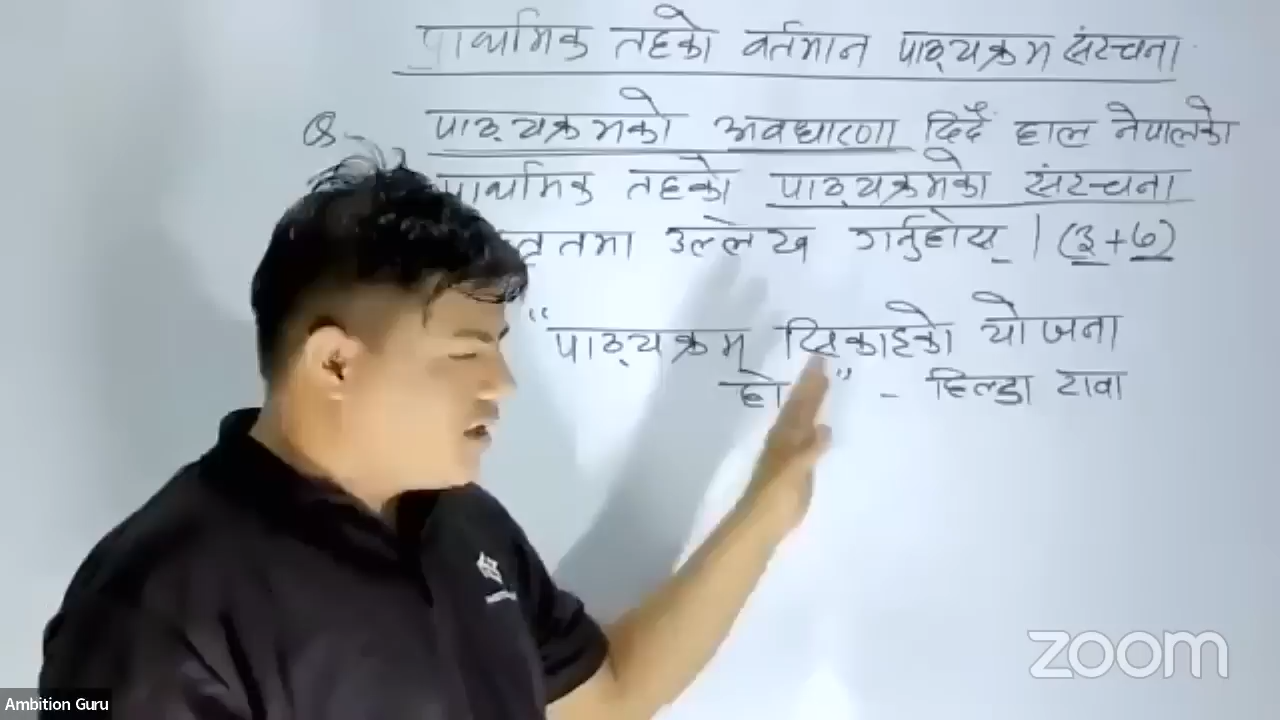 प्राथमिक तहको वर्तमान पाठ्यक्रम संरचना
Q- पाठ्यक्रमको अवधारणा दिदैं हाल नेपालको
प्राथमिक तहको पाठ्यक्रमको संरचना
उल्लेख गर्नुहोस् । (३+७)
"पाठ्यक्रम सिकाइको योजना
हो " - हिल्डा टावा
zoom
Ambition Guru